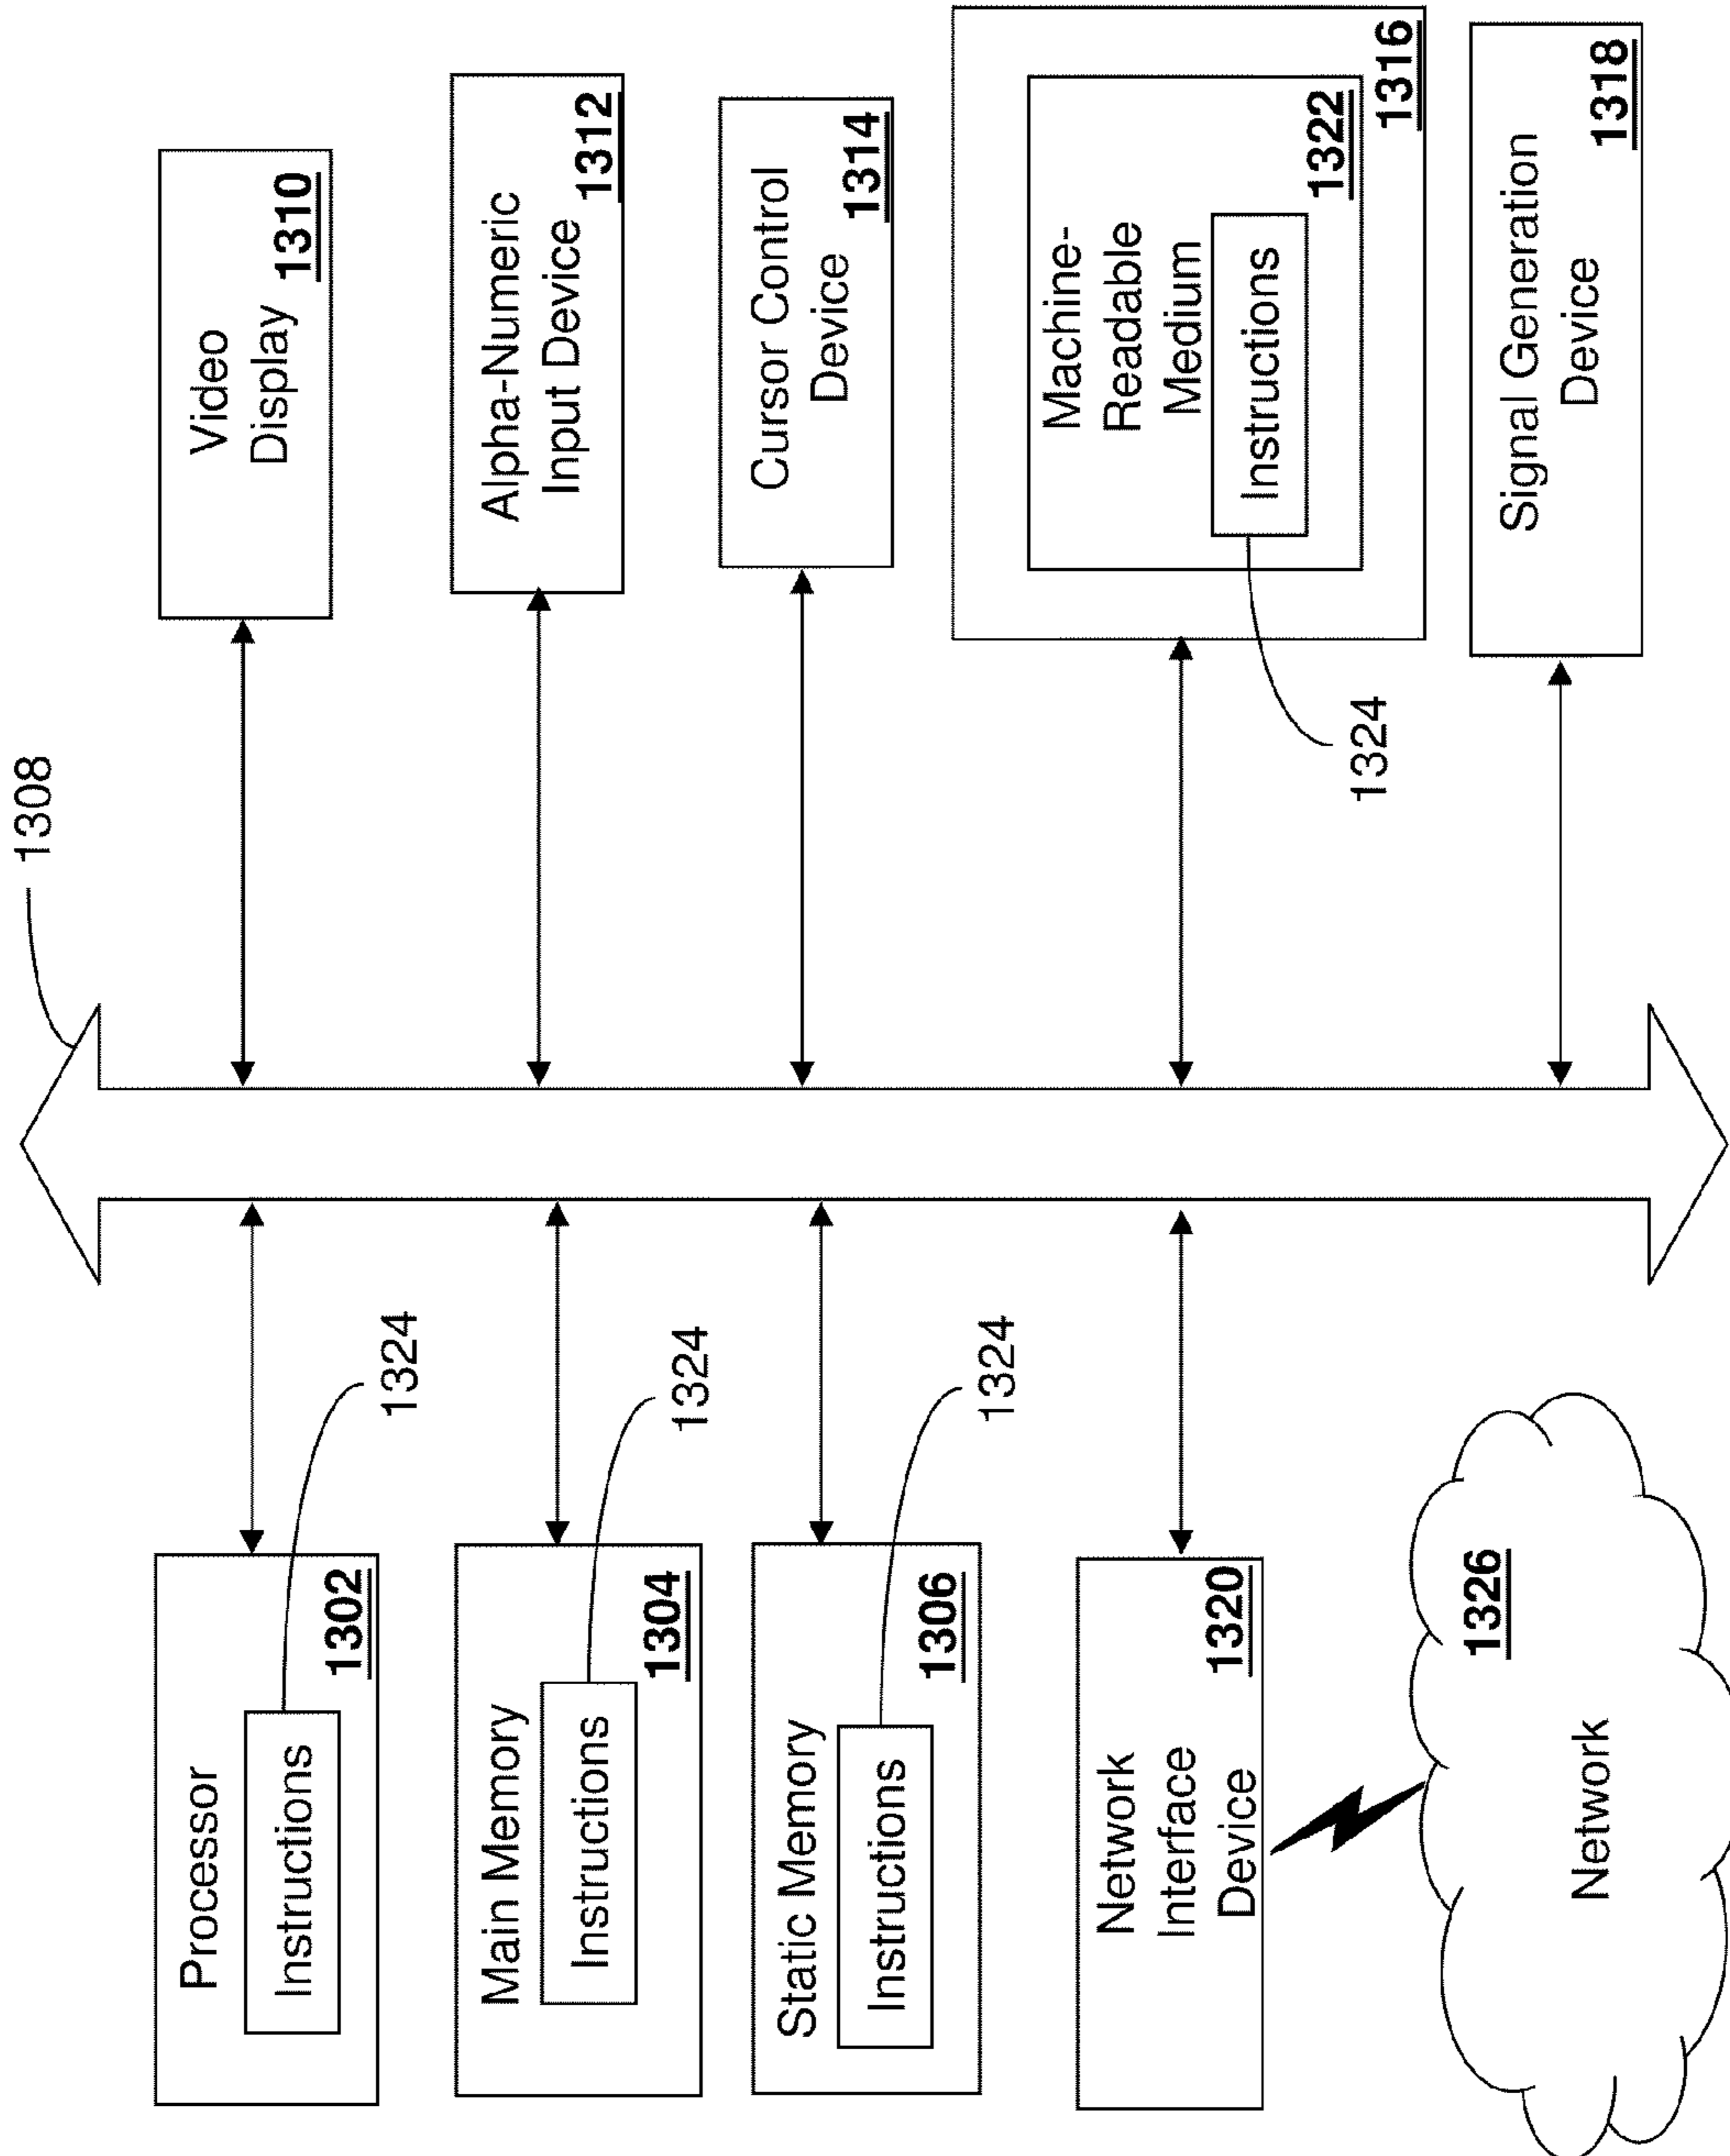 1308
Processor
Instructions
1302
1324
Main Memory
Instructions
1304
1324
Static Memory
Instructions
1306
1324
Network
Interface
Device
1320
1326
Network
Video
Display
1310
Alpha-Numeric
Input Device
1312
Cursor Control
Device
1314
Machine-
Readable
Medium
1322
Instructions
1316
1324
Signal Generation
Device
1318